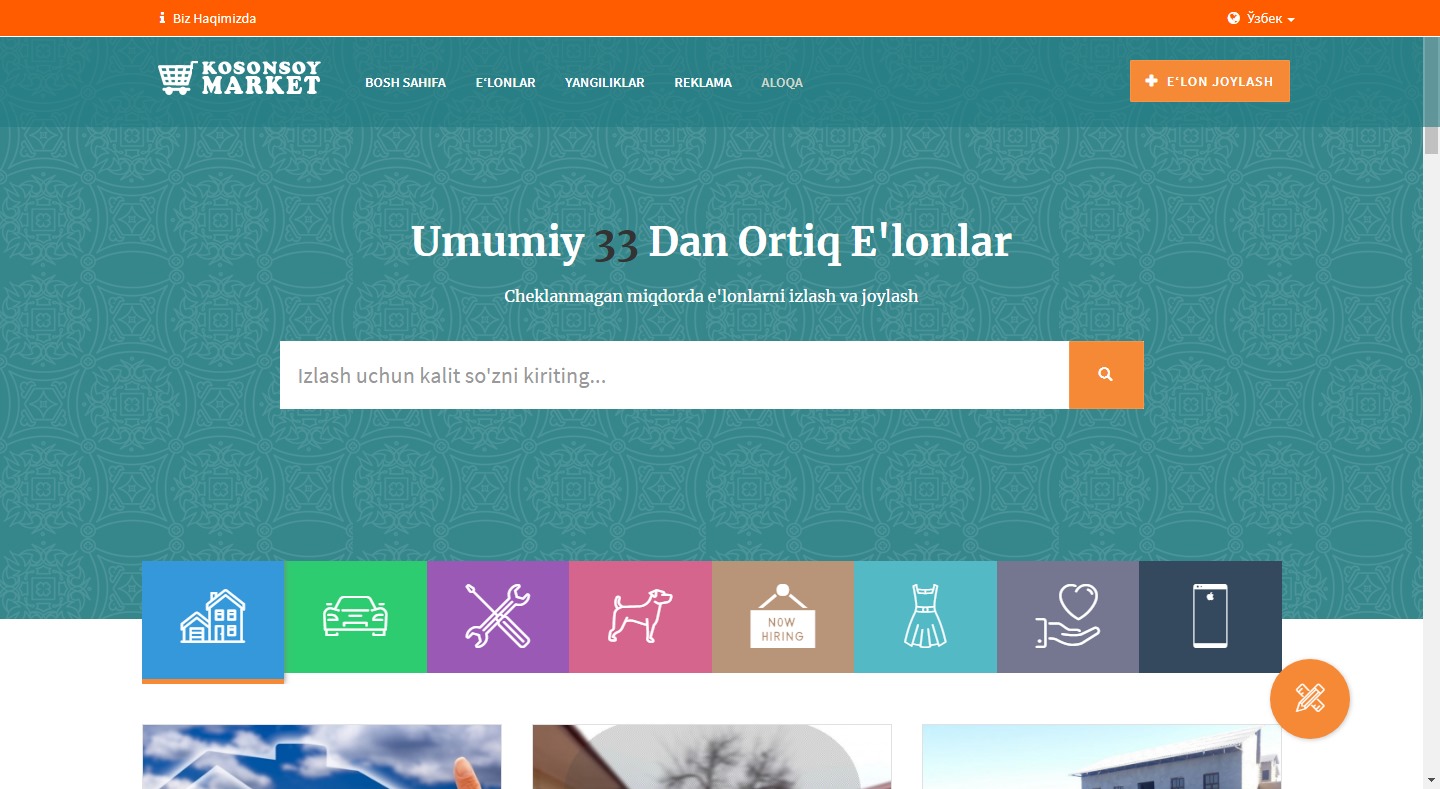 Biz Haqimizda
Ўзбек
KOSONSOY
MARKET
BOSH SAHIFA
E‘LONLAR
YANGILIKLAR
REKLAMA
ALOQA
E‘LON JOYLASH
Umumiy 33 Dan Ortiq E'lonlar
Cheklanmagan miqdorda e'lonlarni izlash va joylash
Izlash uchun kalit so'zni kiriting...
NOW
HIRING